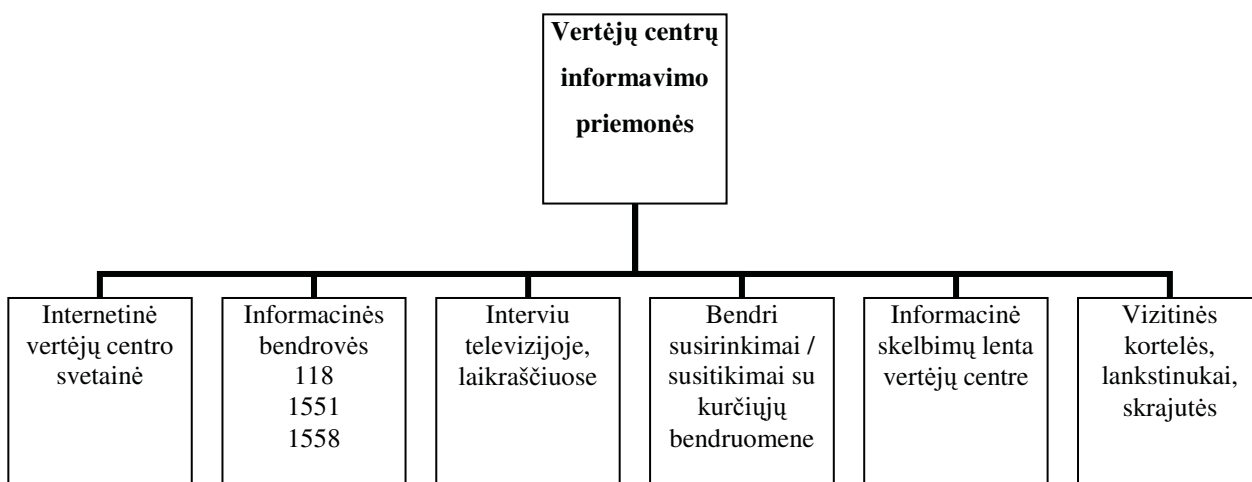 Vertėjų centrų
informavimo
priemonės
Internetinė
vertėjų centro
svetainė
Informacinės
bendrovės
118
1551
1558
Interviu
televizijoje,
laikraščiuose
Bendri
susirinkimai /
susitikimai su
kurčiųjų
bendruomene
Informacinė
skelbimų lenta
vertėjų centre
Vizitinės
kortelės,
lankstinukai,
skrajutės